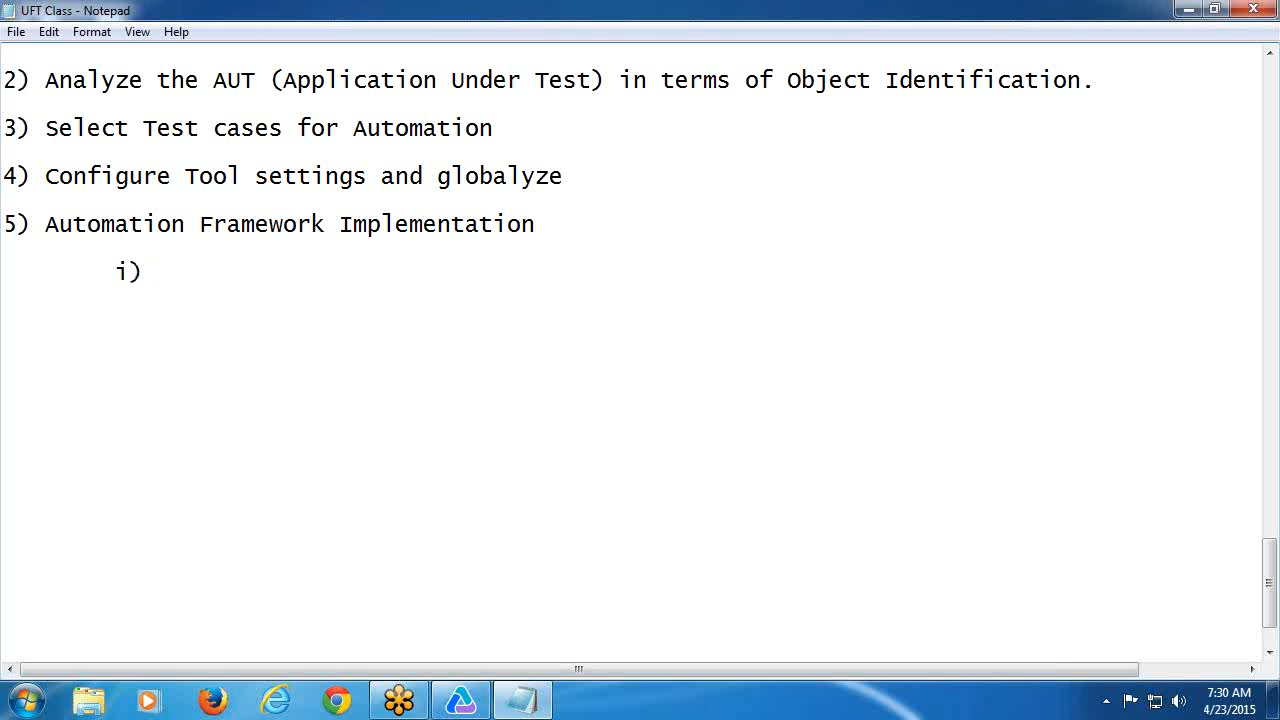 UFT Class - Notepad
File Edit Format View Help
2) Analyze the AUT (Application Under Test) in terms of Object Identification.
3) Select Test cases for Automation
4) Configure Tool settings and globalyze
5) Automation Framework Implementation
i)
7:30 AM
4/23/2015